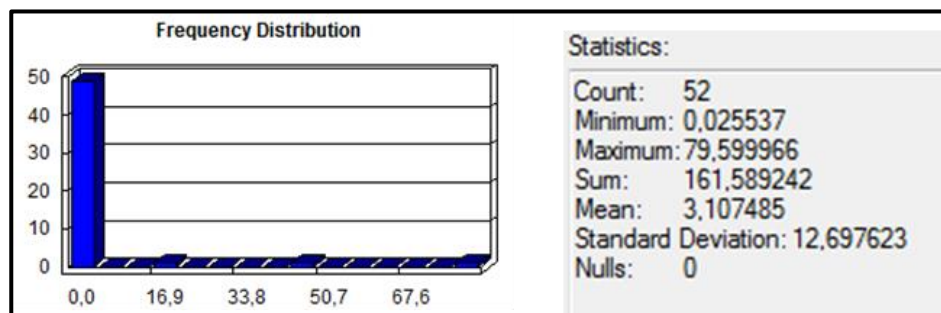 Frequency Distribution
50
40
30
20
10
0
0,0 16,9 33,8 50,7 67,6
Statistics:
Count: 52
Minimum: 0,025537
Maximum: 79,599966
Sum: 161,589242
Mean: 3,107485
Standard Deviation: 12,697623
Nulls: 0